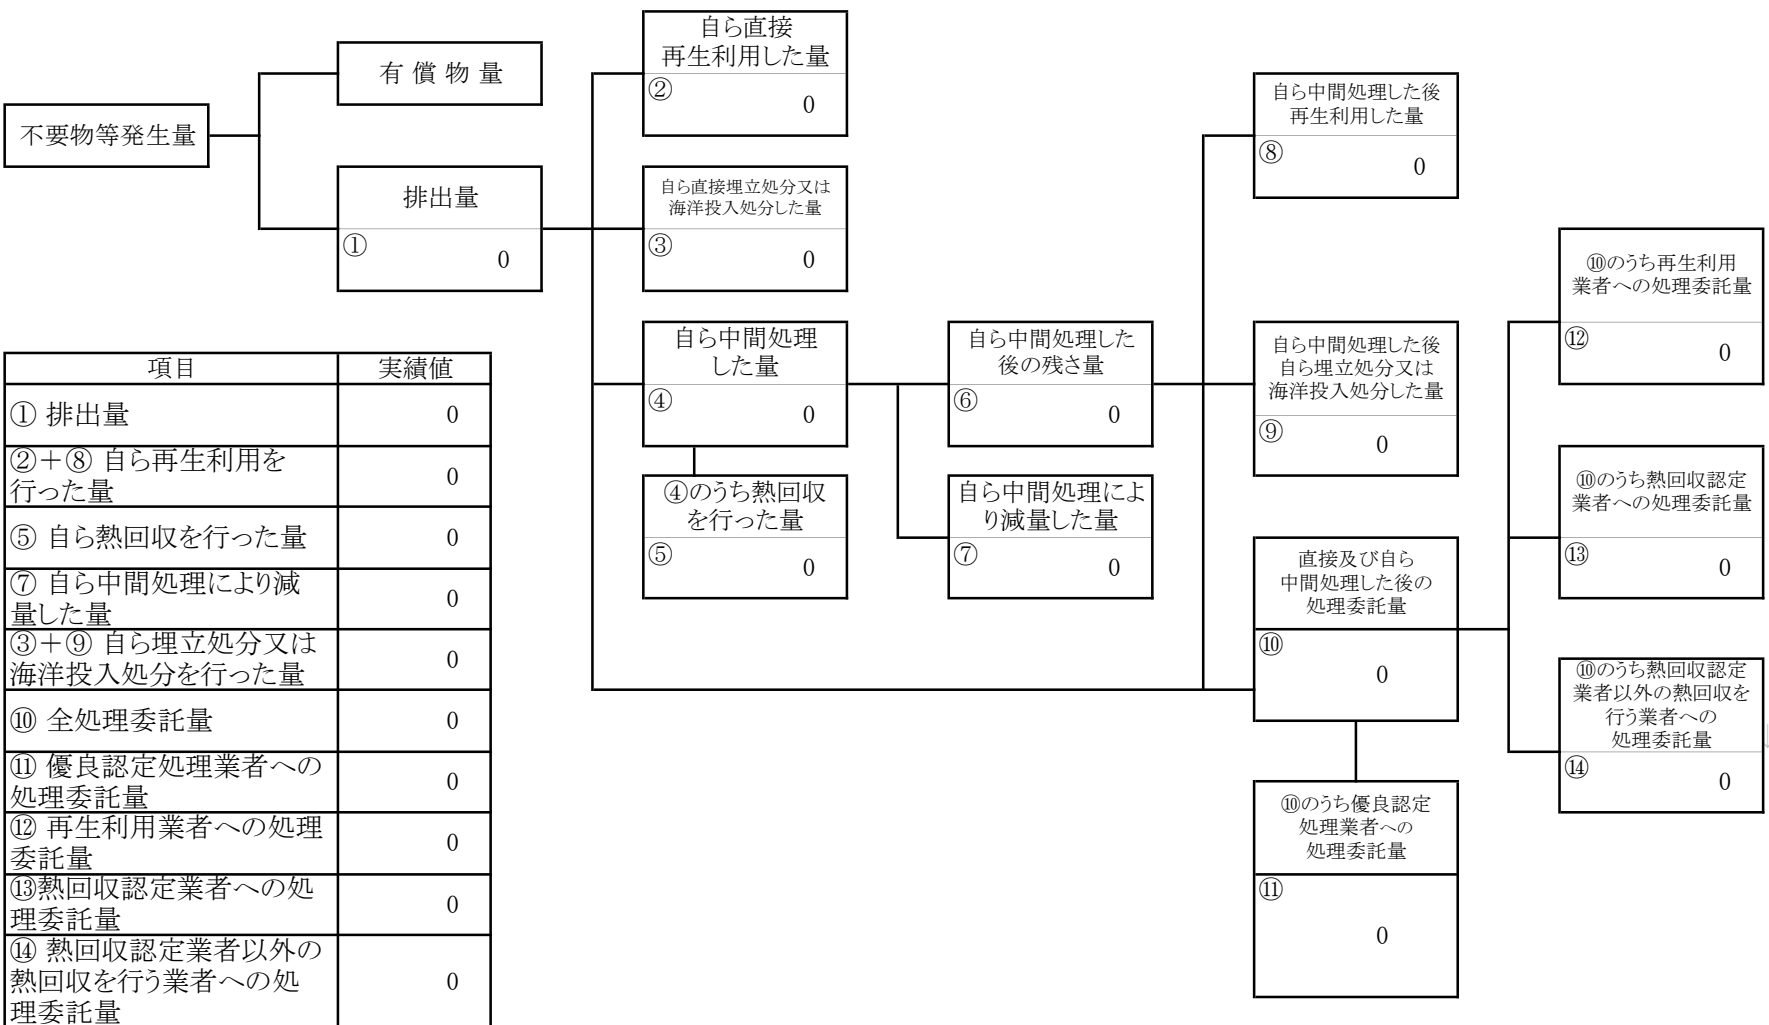 不要物等発生量
有 償 物 量
排出量
①
0
自ら直接
再生利用した量
②
0
自ら直接埋立処分又は
海洋投入処分した量
③
0
自ら中間処理
した量
④
0
④のうち熱回収
を行った量
⑤
0
自ら中間処理した
後の残さ量
⑥
0
自ら中間処理によ
り減量した量
⑦
0
自ら中間処理した後
再生利用した量
⑧
0
自ら中間処理した後
自ら埋立処分又は
海洋投入処分した量
⑨
0
直接及び自ら
中間処理した後の
処理委託量
⑩
0
⑩のうち優良認定
処理業者への
処理委託量
⑪
0
⑩のうち再生利用
業者への処理委託量
⑫
0
⑩のうち熱回収認定
業者への処理委託量
⑬
0
⑩のうち熱回収認定
業者以外の熱回収を
行う業者への
処理委託量
⑭
0
項目 実績値
① 排出量 0
②+⑧ 自ら再生利用を
行った量 0
⑤ 自ら熱回収を行った量 0
⑦ 自ら中間処理により減
量した量 0
③+⑨ 自ら埋立処分又は
海洋投入処分を行った量 0
⑩ 全処理委託量 0
⑪ 優良認定処理業者への
処理委託量 0
⑫ 再生利用業者への処理
委託量 0
⑬熱回収認定業者への処
理委託量 0
⑭ 熱回収認定業者以外の
熱回収を行う業者への処
理委託量 0